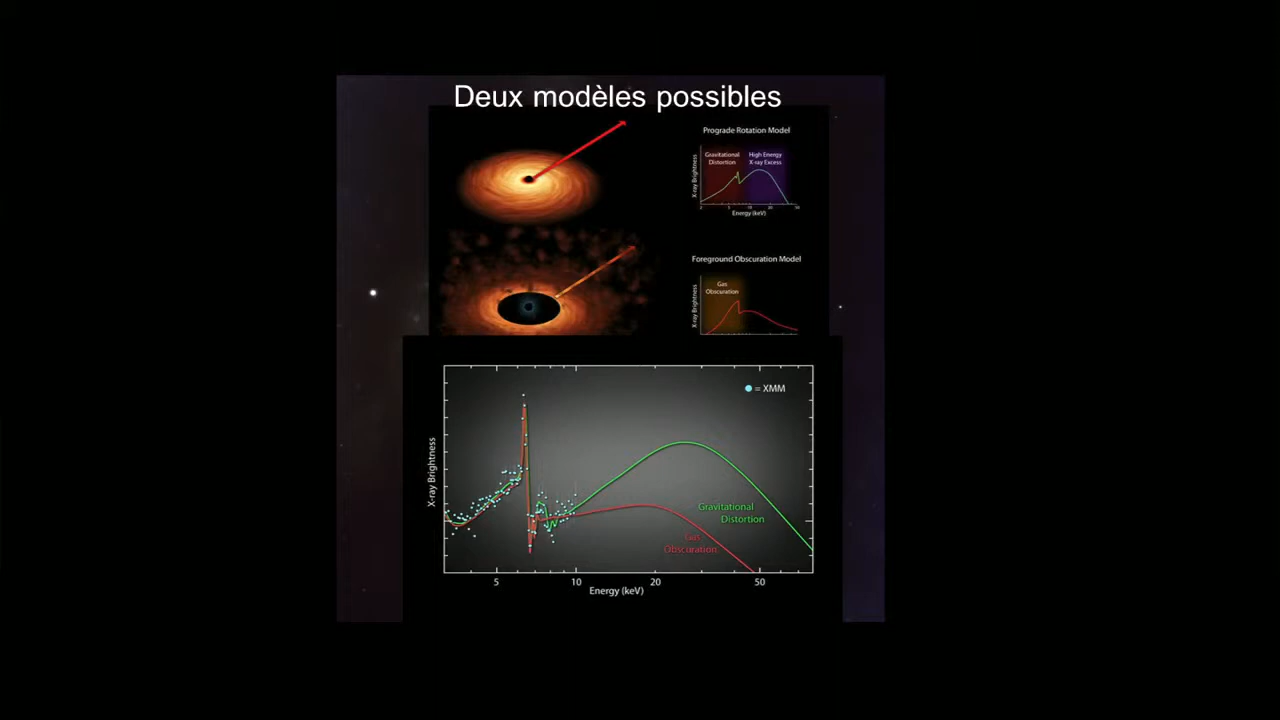 Deux modèles possibles
Prograde Rotation Model
Gravitational
Distortion
High Energy
X-ray Excess
X-ray Brightness
Energy (keV)
Foreground Obscuration Model
Gas
Obscuration
X-ray Brightness
= XMM
X-ray Brightness
Gravitational
Distortion
Gas
Obscuration
5 10 20 50
Energy (keV)